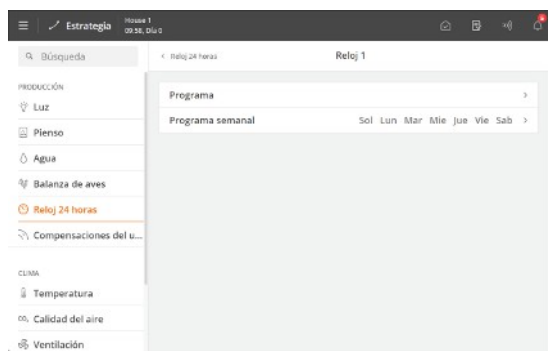 Estrategia
House 1
09:58, Día 0
Búsqueda
Reloj 24 horas
Reloj 1
PRODUCCIÓN
Luz
Pienso
Agua
Balanza de aves
Reloj 24 horas
Compensaciones del u...
CLIMA
Temperatura
Calidad del aire
Ventilación
Programa
Programa semanal
Sol Lun Mar Mie Jue Vie Sab